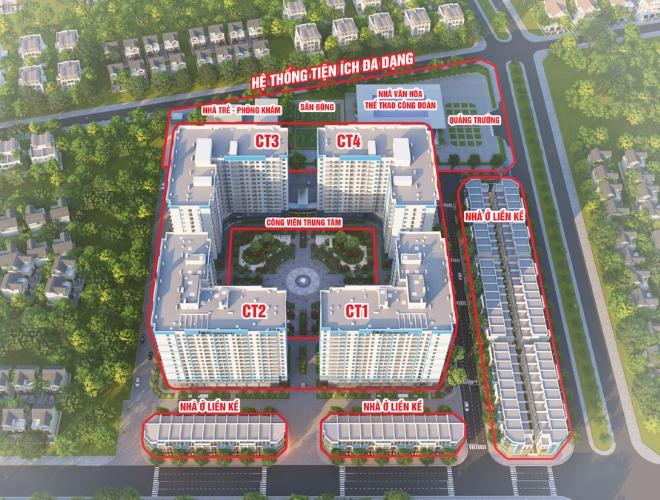 HỆ THỐNG TIỆN ÍCH ĐA DẠNG
NHÀ TRẺ - PHÒNG KHÁM
SÂN BÓNG
NHÀ VĂN HÓA
THỂ THAO CÔNG ĐOÀN
QUẢNG TRƯỜNG
CT3
CT4
NHÀ Ở LIỀN KỀ
CÔNG VIÊN TRUNG TÂM
CT2
CT1
NHÀ Ở LIỀN KỀ
NHÀ Ở LIỀN KỀ